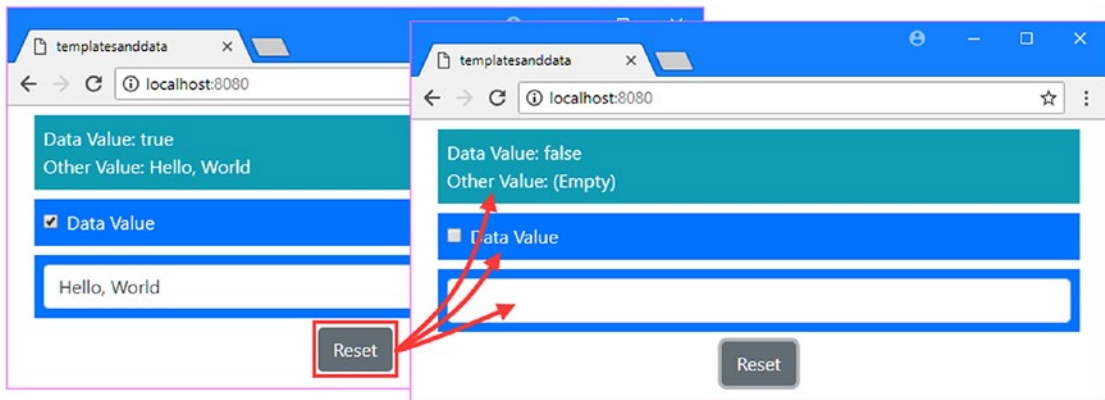 templatesanddata
localhost:8080
Data Value: true
Other Value: Hello, World
Data Value
Hello, World
Reset
templatesanddata
localhost:8080
Data Value: false
Other Value: (Empty)
Data Value
Reset